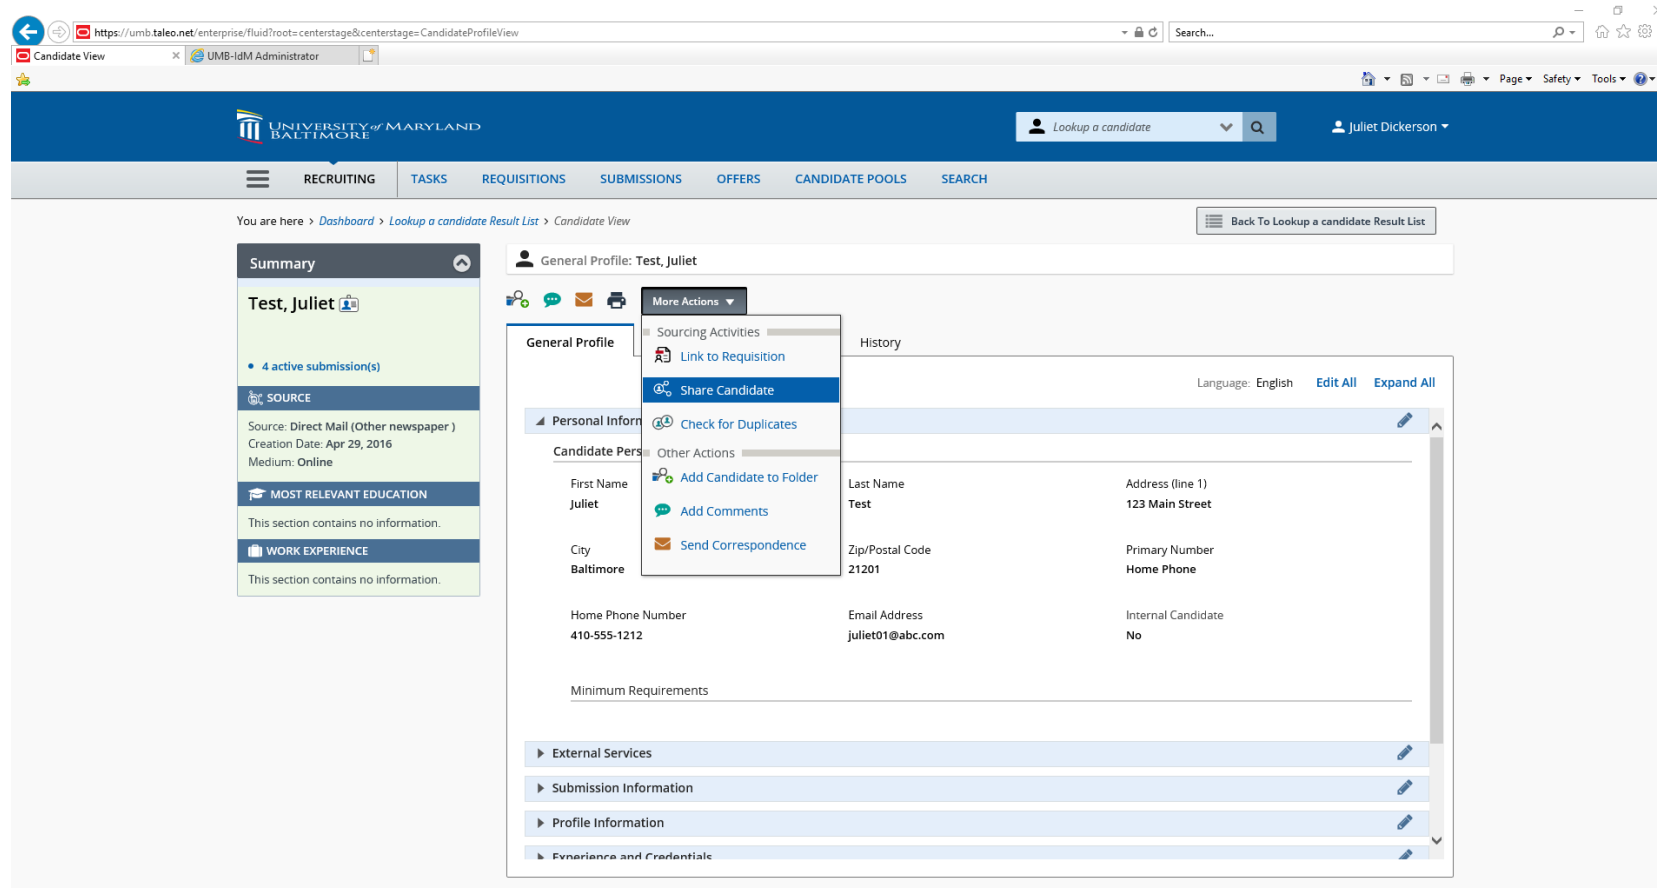 https://umb.taleo.net/enterprise/fluid?root=centerstage&centerstage=CandidateProfileView
Search...
Candidate View
UMB-IdM Administrator
Page
Safety
Tools
UNIVERSITY of MARYLAND
BALTIMORE
Lookup a candidate
Juliet Dickerson
RECRUITING TASKS REQUISITIONS SUBMISSIONS OFFERS CANDIDATE POOLS SEARCH
You are here > Dashboard > Lookup a candidate Result List > Candidate View
Back To Lookup a candidate Result List
Summary
Test, Juliet
4 active submission(s)
SOURCE
Source: Direct Mail (Other newspaper )
Creation Date: Apr 29, 2016
Medium: Online
MOST RELEVANT EDUCATION
This section contains no information.
WORK EXPERIENCE
This section contains no information.
General Profile: Test, Juliet
More Actions
Sourcing Activities
Link to Requisition
Share Candidate
Check for Duplicates
Other Actions
Add Candidate to Folder
Add Comments
Send Correspondence
General Profile
History
Language: English Edit All Expand All
Personal Inforn
Candidate Pers
First Name
Juliet
Last Name
Test
Address (line 1)
123 Main Street
City
Baltimore
Zip/Postal Code
21201
Primary Number
Home Phone
Home Phone Number
410-555-1212
Email Address
juliet01@abc.com
Internal Candidate
No
Minimum Requirements
External Services
Submission Information
Profile Information
Experience and Credentials